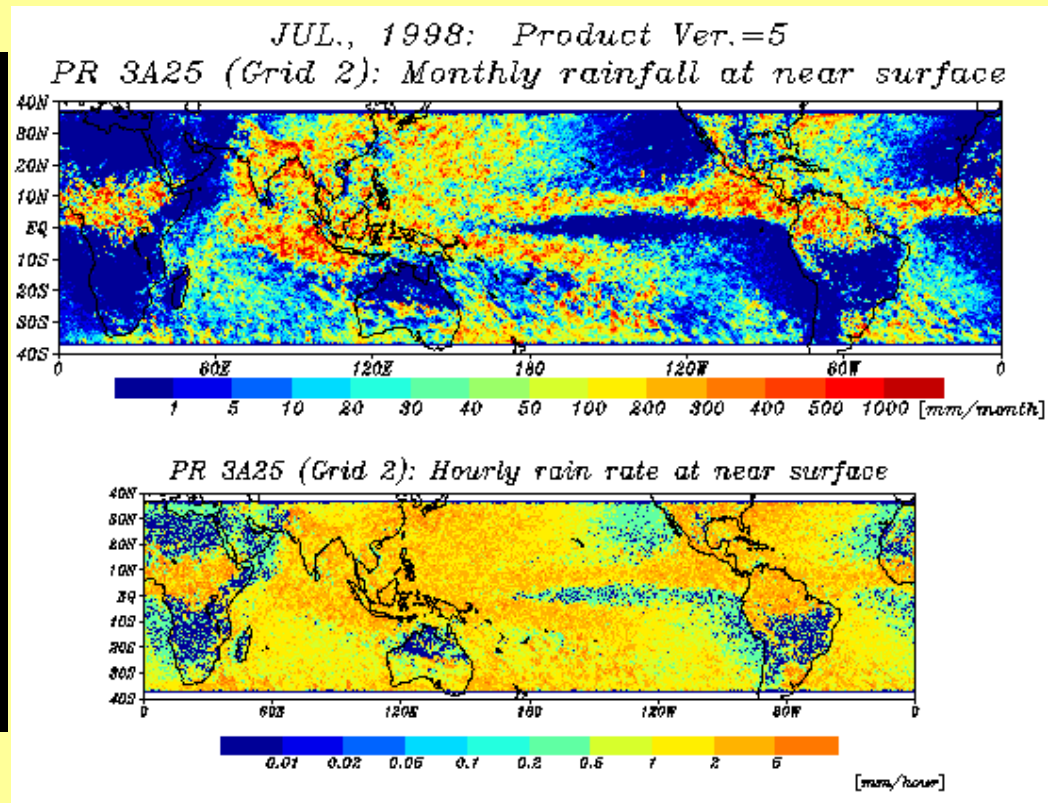 JUL., 1998: Product Ver.=5
PR 3A25 (Grid 2): Monthly rainfall at near surface
40N
30N
20N
10N
EQ
10S
20S
30S
40S
0 60E 120E 180 120W 60W 0
1 5 10 20 30 40 50 100 200 300 400 500 1000 [mm/month]
PR 3A25 (Grid 2): Hourly rain rate at near surface
40N
30N
20N
10N
EQ
10S
20S
30S
40S
0 60E 120E 180 120W 60W 0
0.01 0.02 0.05 0.1 0.2 0.5 1 2 5
[mm/hour]